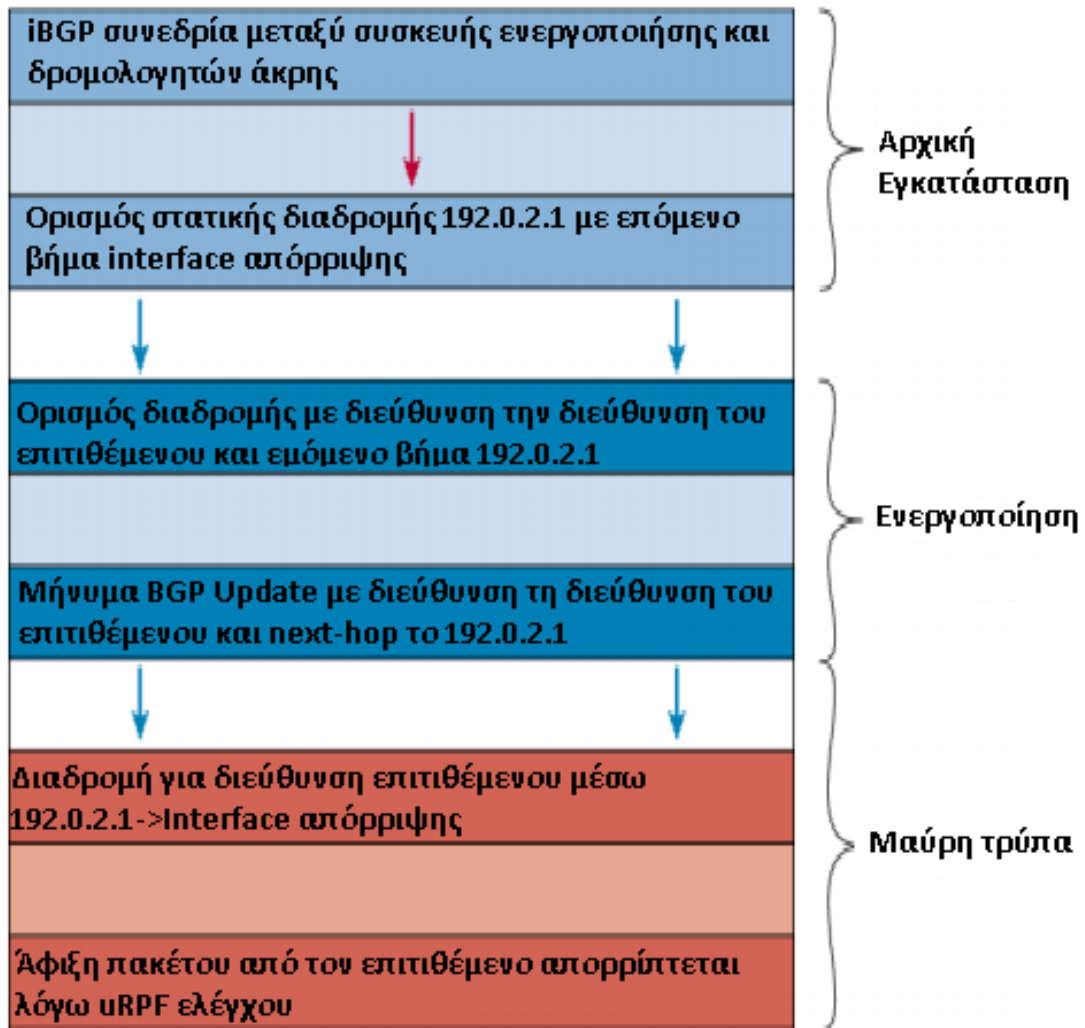 iBGP συνεδρία μεταξύ συσκευής ενεργοποιήσης και
δρομολογητών άκρης
Αρχική
Εγκατάσταση
Ορισμός στατικής διαδρομής 192.0.2.1 με επόμενο
βήμα interface απόρριψης
Ορισμός διαδρομής με διεύθυνση την διεύθυνση του
επιτιθέμενου και εμόμενο βήμα 192.0.2.1
Ενεργοποίηση
Μήνυμα BGP Update με διεύθυνση τη διεύθυνση του
επιτιθέμενου και next-hop το 192.0.2.1
Διαδρομή για διεύθυνση επιτιθέμενου μέσω
192.0.2.1->Interface απόρριψης
Μαύρη τρύπα
Άφιξη πακέτου από τον επιτιθέμενο απορρίπτεται
λόγω uRPF ελέγχου